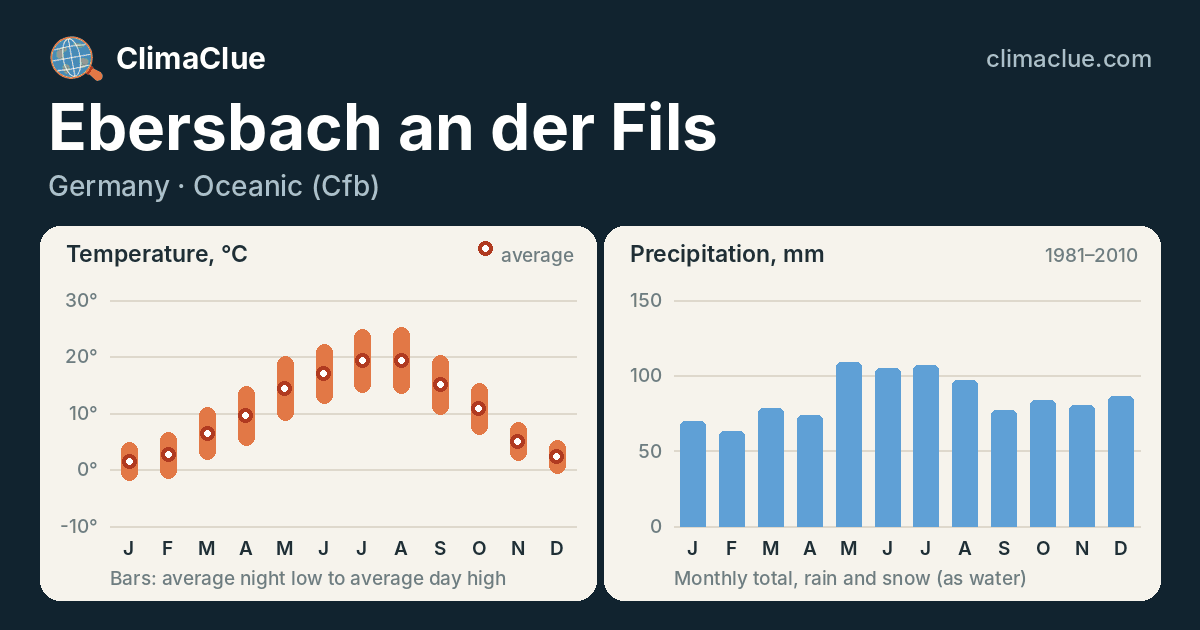 ClimaClue
climaclue.com
Ebersbach an der Fils
Germany · Oceanic (Cfb)
Temperature, °C
average
30°
20°
10°
0°
-10°
J F M A M J J A S O N D
Bars: average night low to average day high
Precipitation, mm
1981–2010
150
100
50
0
J F M A M J J A S O N D
Monthly total, rain and snow (as water)